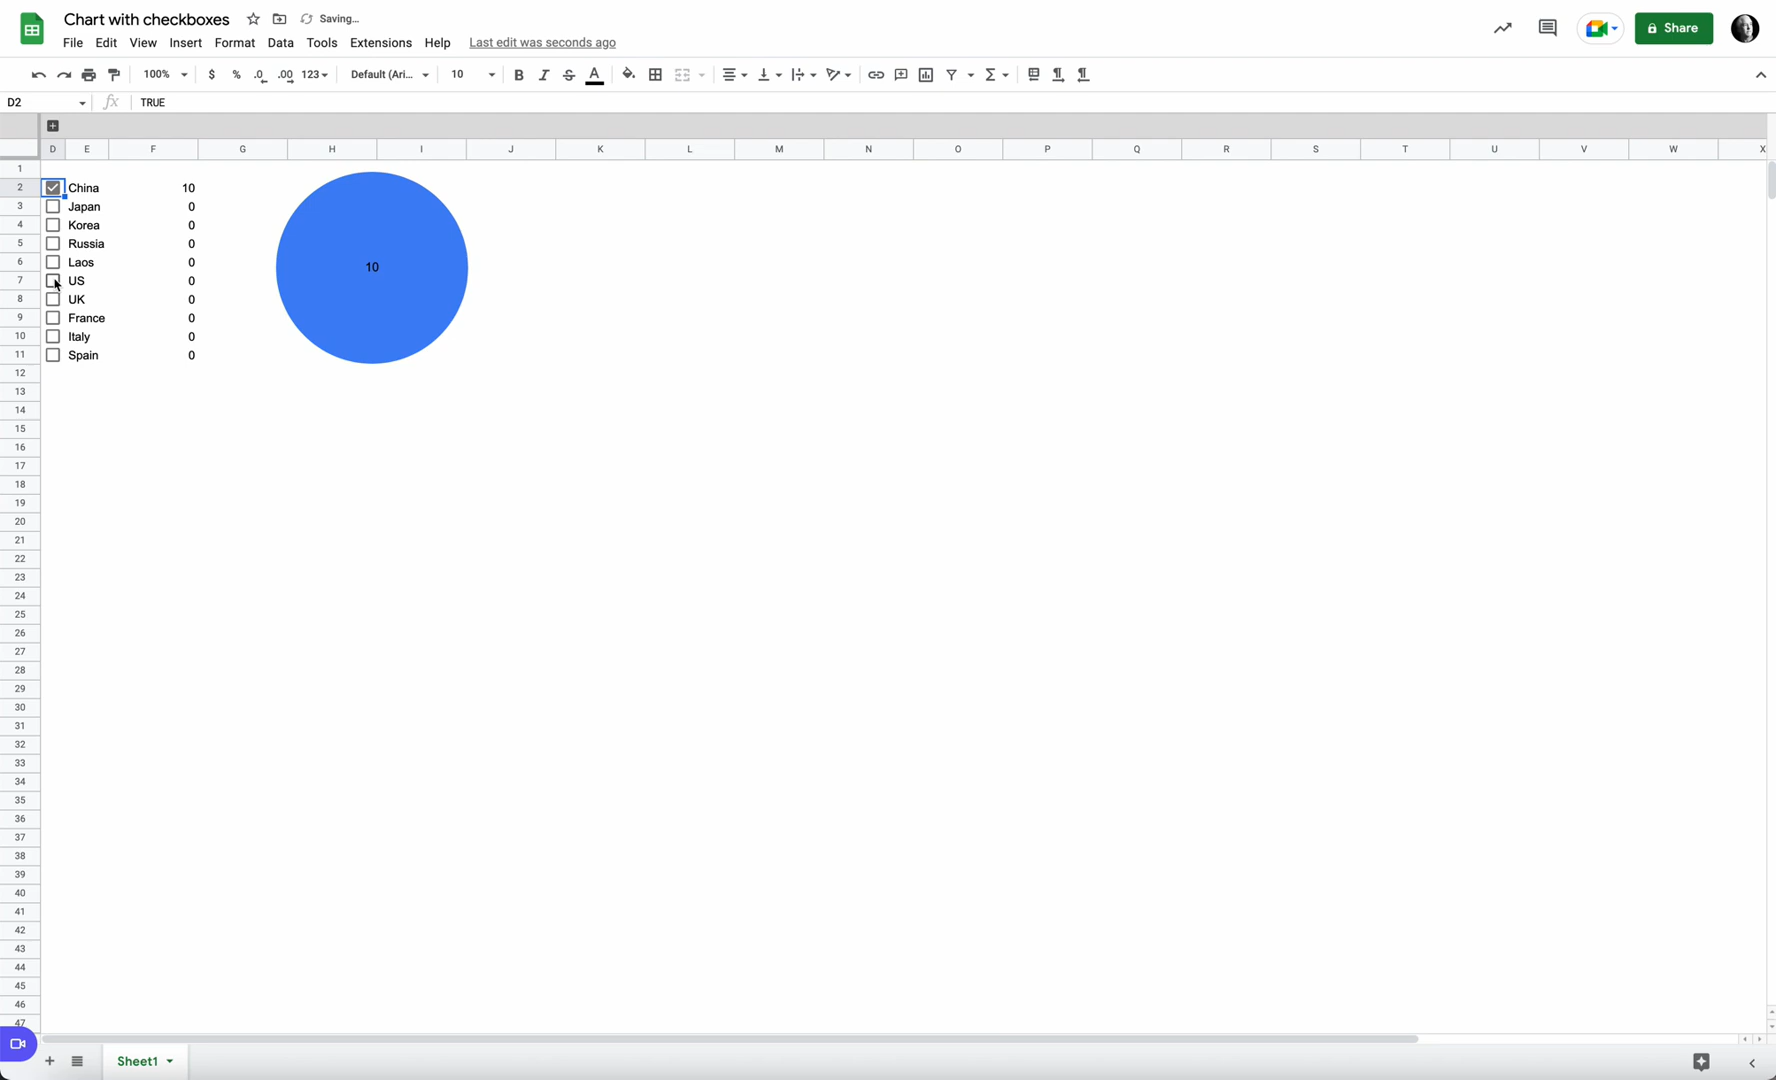 Chart with checkboxes Saving...
File Edit View Insert Format Data Tools Extensions Help Last edit was seconds ago
Share
100% $ % .0 .00 123 Default (Ari... 10 B I S A
D2 fx TRUE
D E F G H I J K L M N O P Q R S T U V W X
1
2 China 10
3 Japan 0
4 Korea 0
5 Russia 0
6 Laos 0
7 US 0
8 UK 0
9 France 0
10 Italy 0
11 Spain 0
10
12
13
14
15
16
17
18
19
20
21
22
23
24
25
26
27
28
29
30
31
32
33
34
35
36
37
38
39
40
41
42
43
44
45
46
47
Sheet1